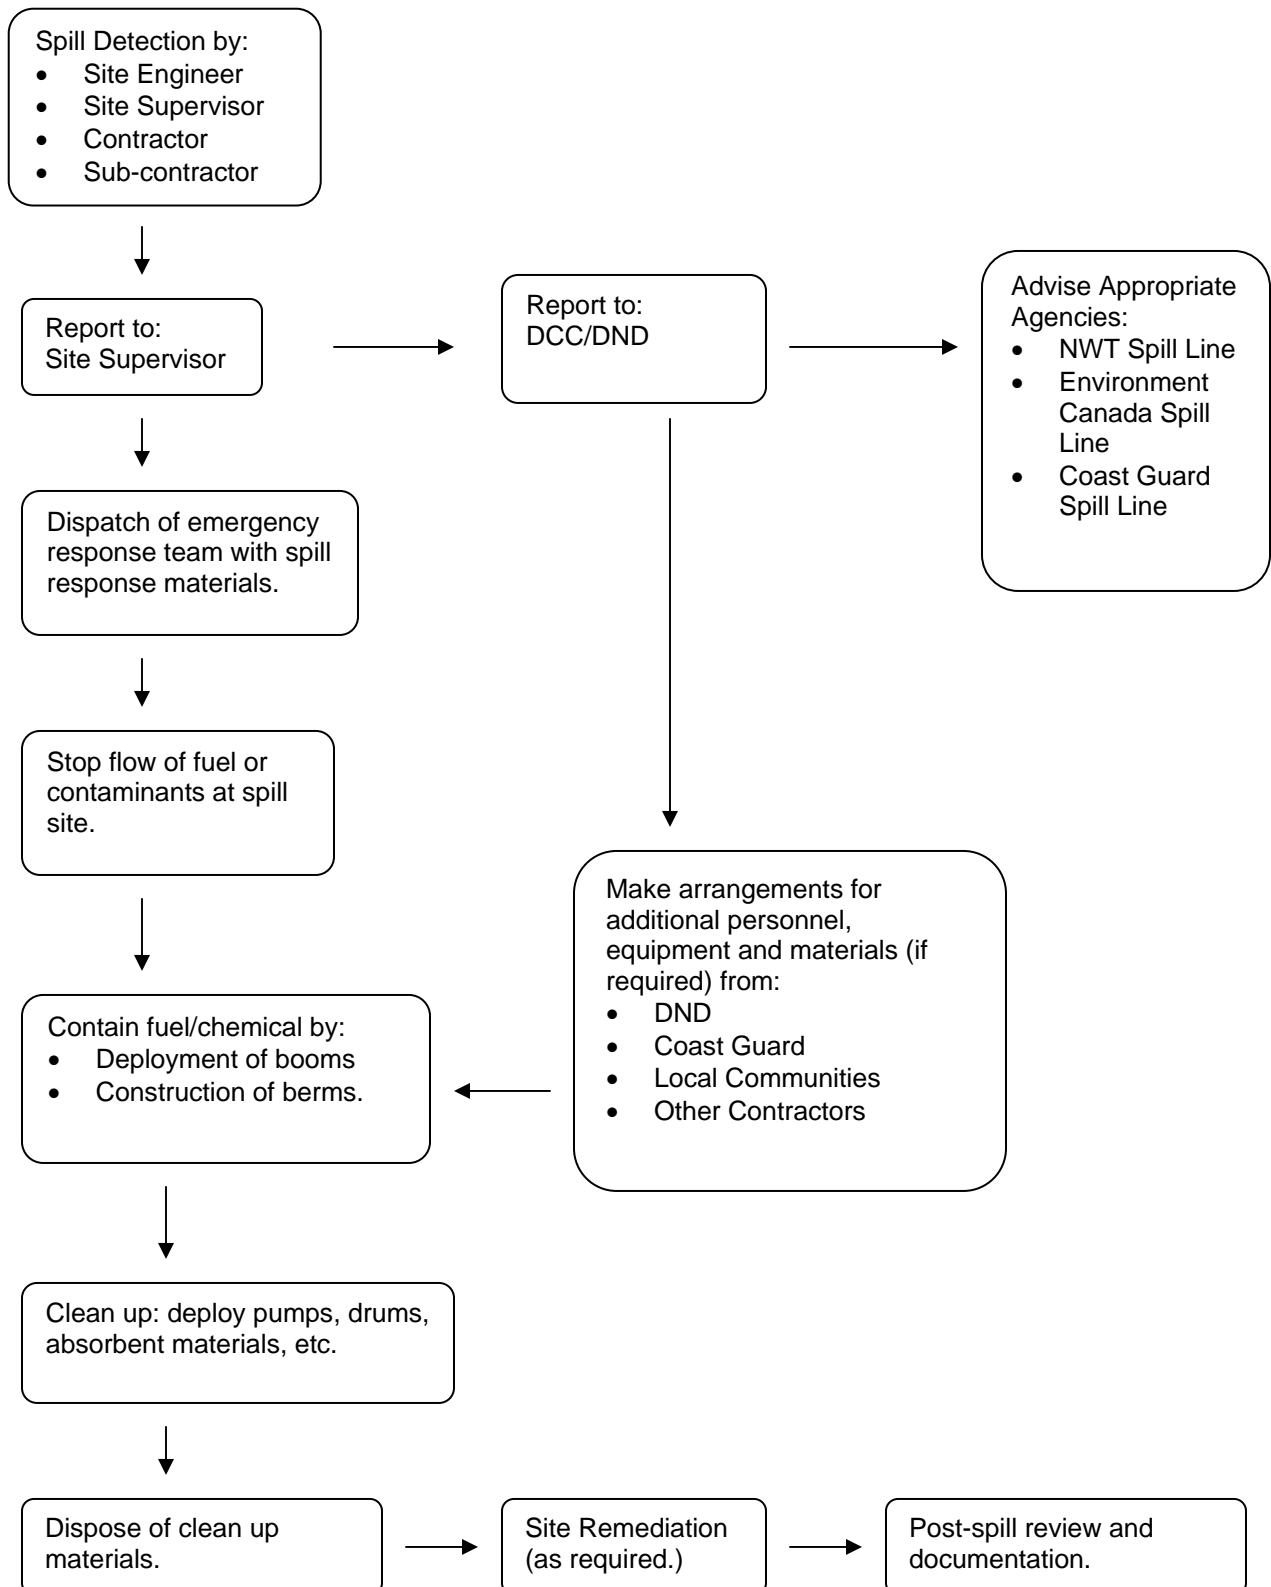 Spill Detection by:
• Site Engineer
• Site Supervisor
• Contractor
• Sub-contractor
Report to:
Site Supervisor
Report to:
DCC/DND
Advise Appropriate
Agencies:
• NWT Spill Line
• Environment
Canada Spill
Line
• Coast Guard
Spill Line
Dispatch of emergency
response team with spill
response materials.
Stop flow of fuel or
contaminants at spill
site.
Make arrangements for
additional personnel,
equipment and materials (if
required) from:
• DND
• Coast Guard
• Local Communities
• Other Contractors
Contain fuel/chemical by:
• Deployment of booms
• Construction of berms.
Clean up: deploy pumps, drums,
absorbent materials, etc.
Dispose of clean up
materials.
Site Remediation
(as required.)
Post-spill review and
documentation.